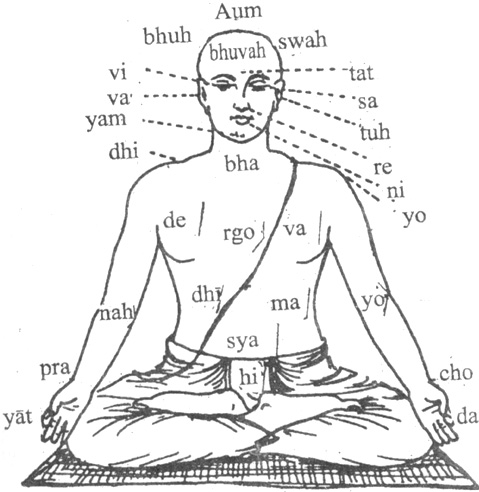 Aum
bhuh bhuvah swah
vi tat
va sa
yam tuh
dhi bha re
ṇi
de rgo va yo
dhī ma yo
nah
sya
pra hi cho
yāt da